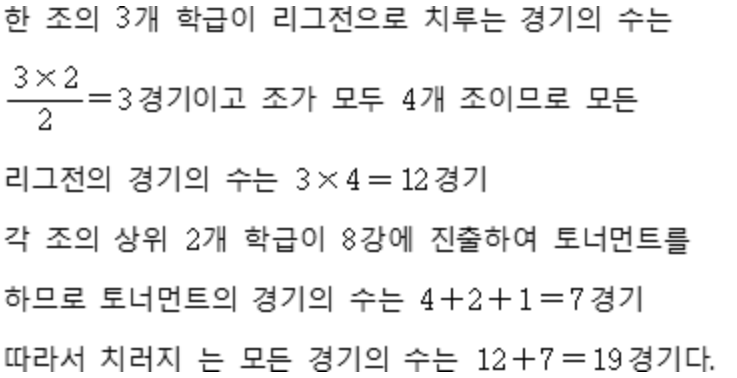 한 조의 3개 학급이 리그전으로 치루는 경기의 수는
$\frac{3×2}{2}$=3경기이고 조가 모두 4개 조이므로 모든
리그전의 경기의 수는 3×4=12경기
각 조의 상위 2개 학급이 8강에 진출하여 토너먼트를
하므로 토너먼트의 경기의 수는 4+2+1=7경기
따라서 치러지 는 모든 경기의 수는 12+7=19경기다.